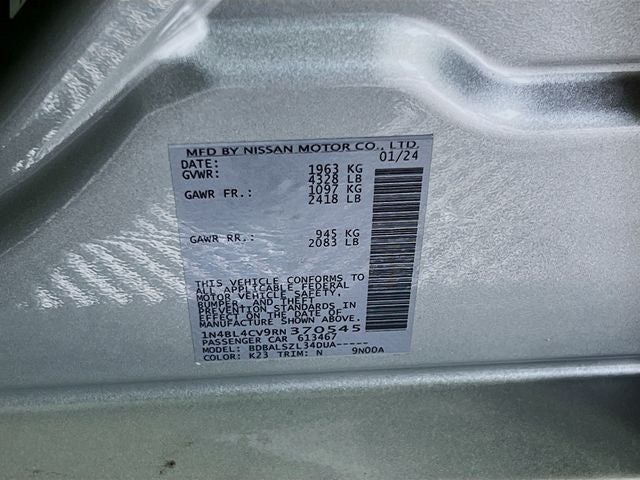 MFD BY NISSAN MOTOR CO., LTD.
DATE: 01/24
GVWR: 1963 KG
4328 LB
GAWR FR.: 1097 KG
2418 LB
GAWR RR.: 945 KG
2083 LB
THIS VEHICLE CONFORMS TO
ALL APPLICABLE FEDERAL
MOTOR VEHICLE SAFETY,
BUMPER, AND THEFT
PREVENTION STANDARDS IN
EFFECT ON THE DATE OF
MANUFACTURE SHOWN ABOVE.
1N4BL4CV9RN370545
PASSENGER CAR 613467
MODEL: BDBALSZL34DUA-----
COLOR: K23 TRIM: N 9N00A